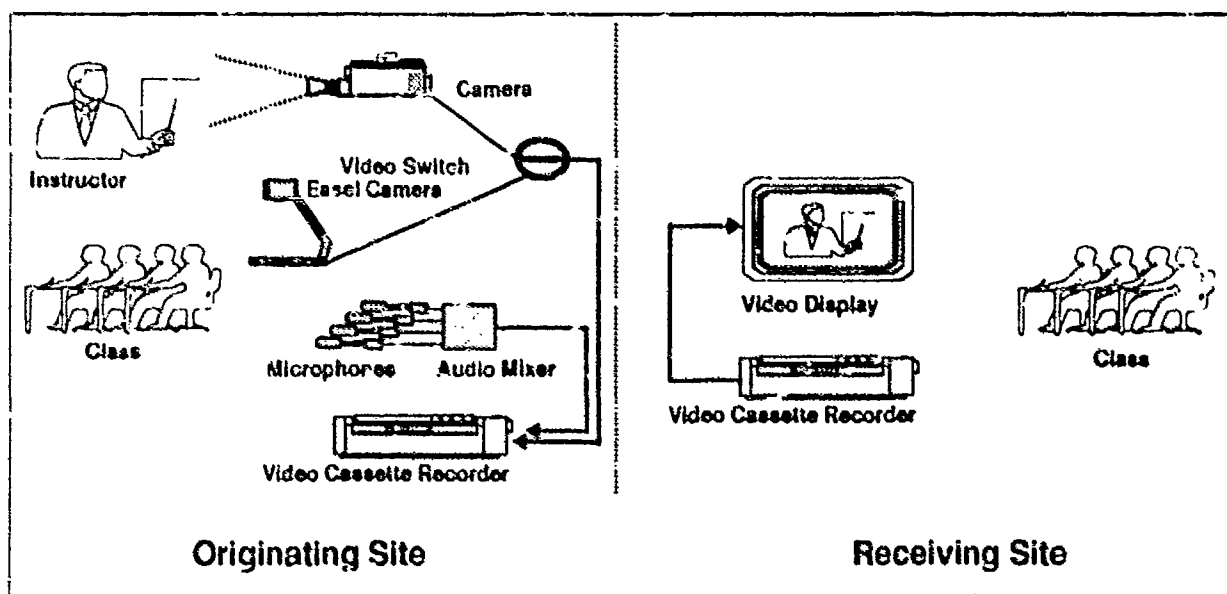 Camera
Instructor
Video Switch
Easel Camera
Class
Microphones
Audio Mixer
Video Cassette Recorder
Originating Site
Video Display
Class
Video Cassette Recorder
Receiving Site